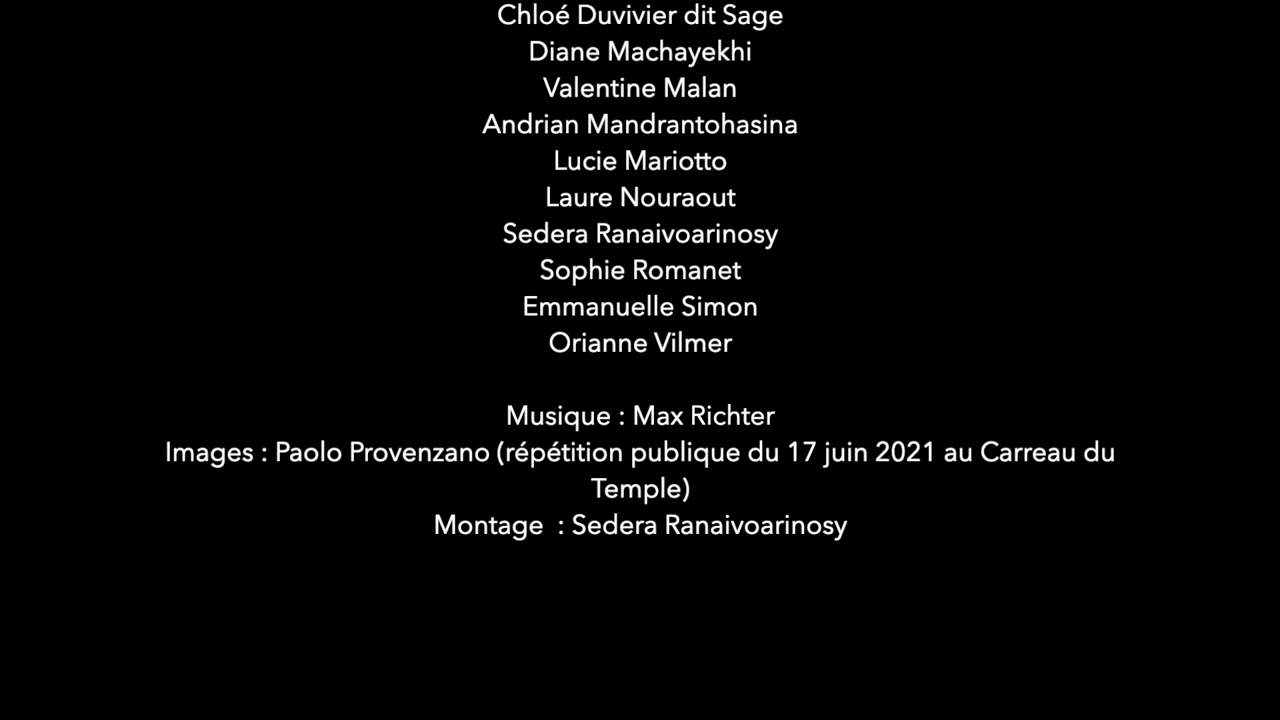 Chloé Duvivier dit Sage
Diane Machayekhi
Valentine Malan
Andrian Mandrantohasina
Lucie Mariotto
Laure Nouraout
Sedera Ranaivoarinosy
Sophie Romanet
Emmanuelle Simon
Orianne Vilmer
Musique : Max Richter
Images : Paolo Provenzano (répétition publique du 17 juin 2021 au Carreau du
Temple)
Montage  : Sedera Ranaivoarinosy